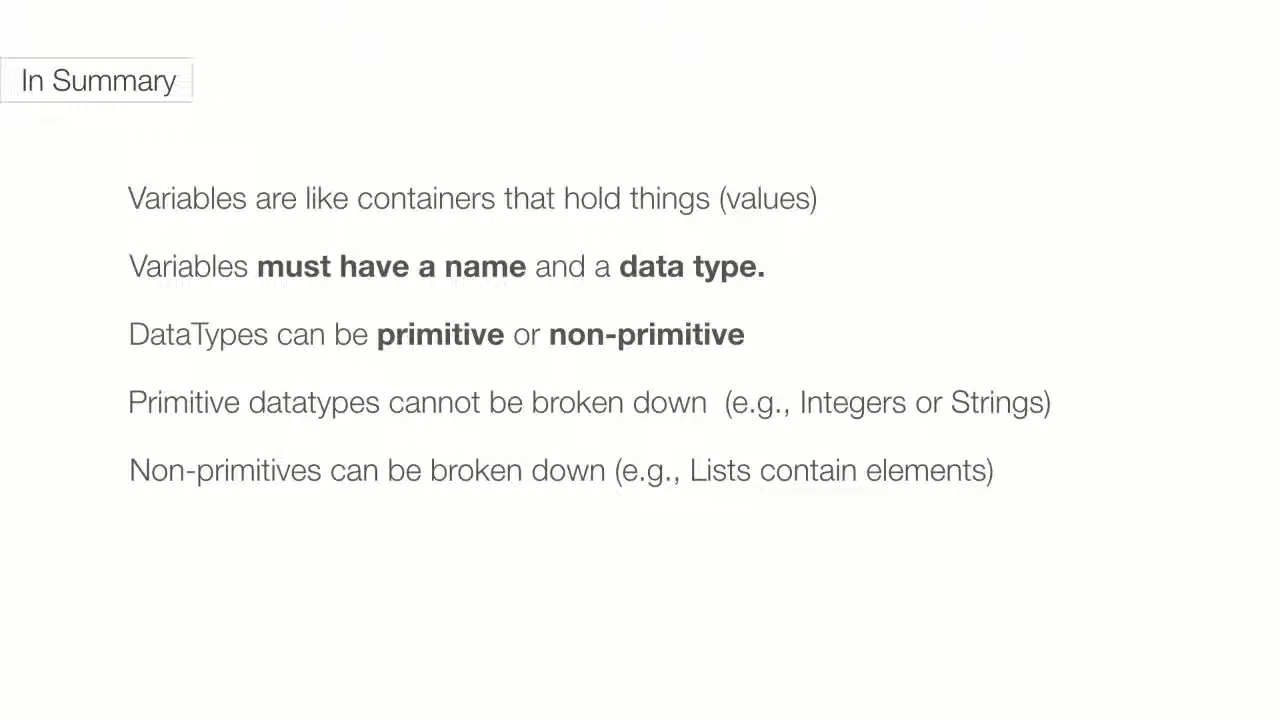 In Summary
Variables are like containers that hold things (values)
Variables must have a name and a data type.
DataTypes can be primitive or non-primitive
Primitive datatypes cannot be broken down  (e.g., Integers or Strings)
Non-primitives can be broken down (e.g., Lists contain elements)